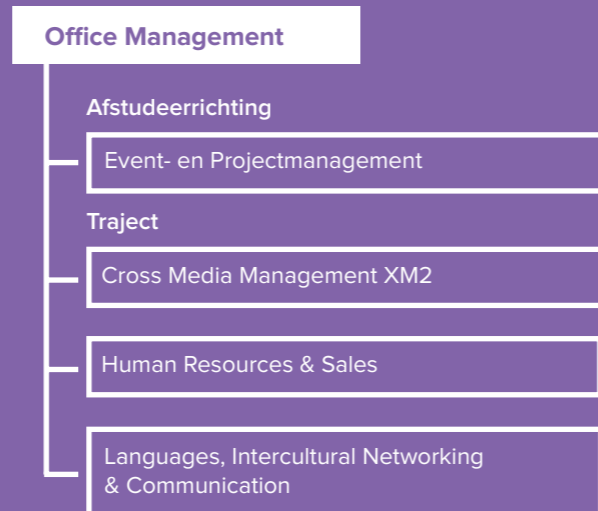 Office Management
Afstudeerrichting
Event- en Projectmanagement
Traject
Cross Media Management XM2
Human Resources & Sales
Languages, Intercultural Networking
& Communication